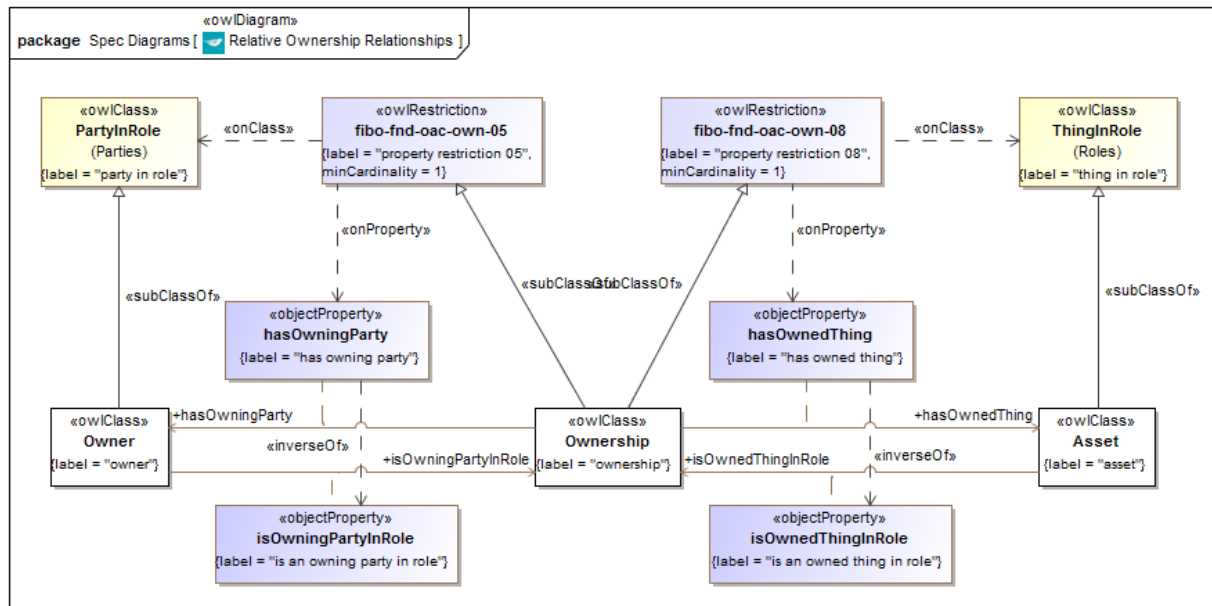 «owlDiagram»
package Spec Diagrams [ Relative Ownership Relationships ]
«owlClass»
PartyInRole
(Parties)
{label = "party in role"}
«onClass»
«owlRestriction»
fibo-fnd-oac-own-05
{label = "property restriction 05",
minCardinality = 1}
«owlRestriction»
fibo-fnd-oac-own-08
{label = "property restriction 08",
minCardinality = 1}
«onClass»
«owlClass»
ThingInRole
(Roles)
{label = "thing in role"}
«onProperty»
«onProperty»
«subClassOf»
«subClassOf»
«subClassOf»
«subClassOf»
«objectProperty»
hasOwningParty
{label = "has owning party"}
«objectProperty»
hasOwnedThing
{label = "has owned thing"}
«owlClass»
Owner
{label = "owner"}
+hasOwningParty
«inverseOf»
+isOwningPartyInRole
«owlClass»
Ownership
{label = "ownership"}
+hasOwnedThing
«inverseOf»
+isOwnedThingInRole
«owlClass»
Asset
{label = "asset"}
«objectProperty»
isOwningPartyInRole
{label = "is an owning party in role"}
«objectProperty»
isOwnedThingInRole
{label = "is an owned thing in role"}